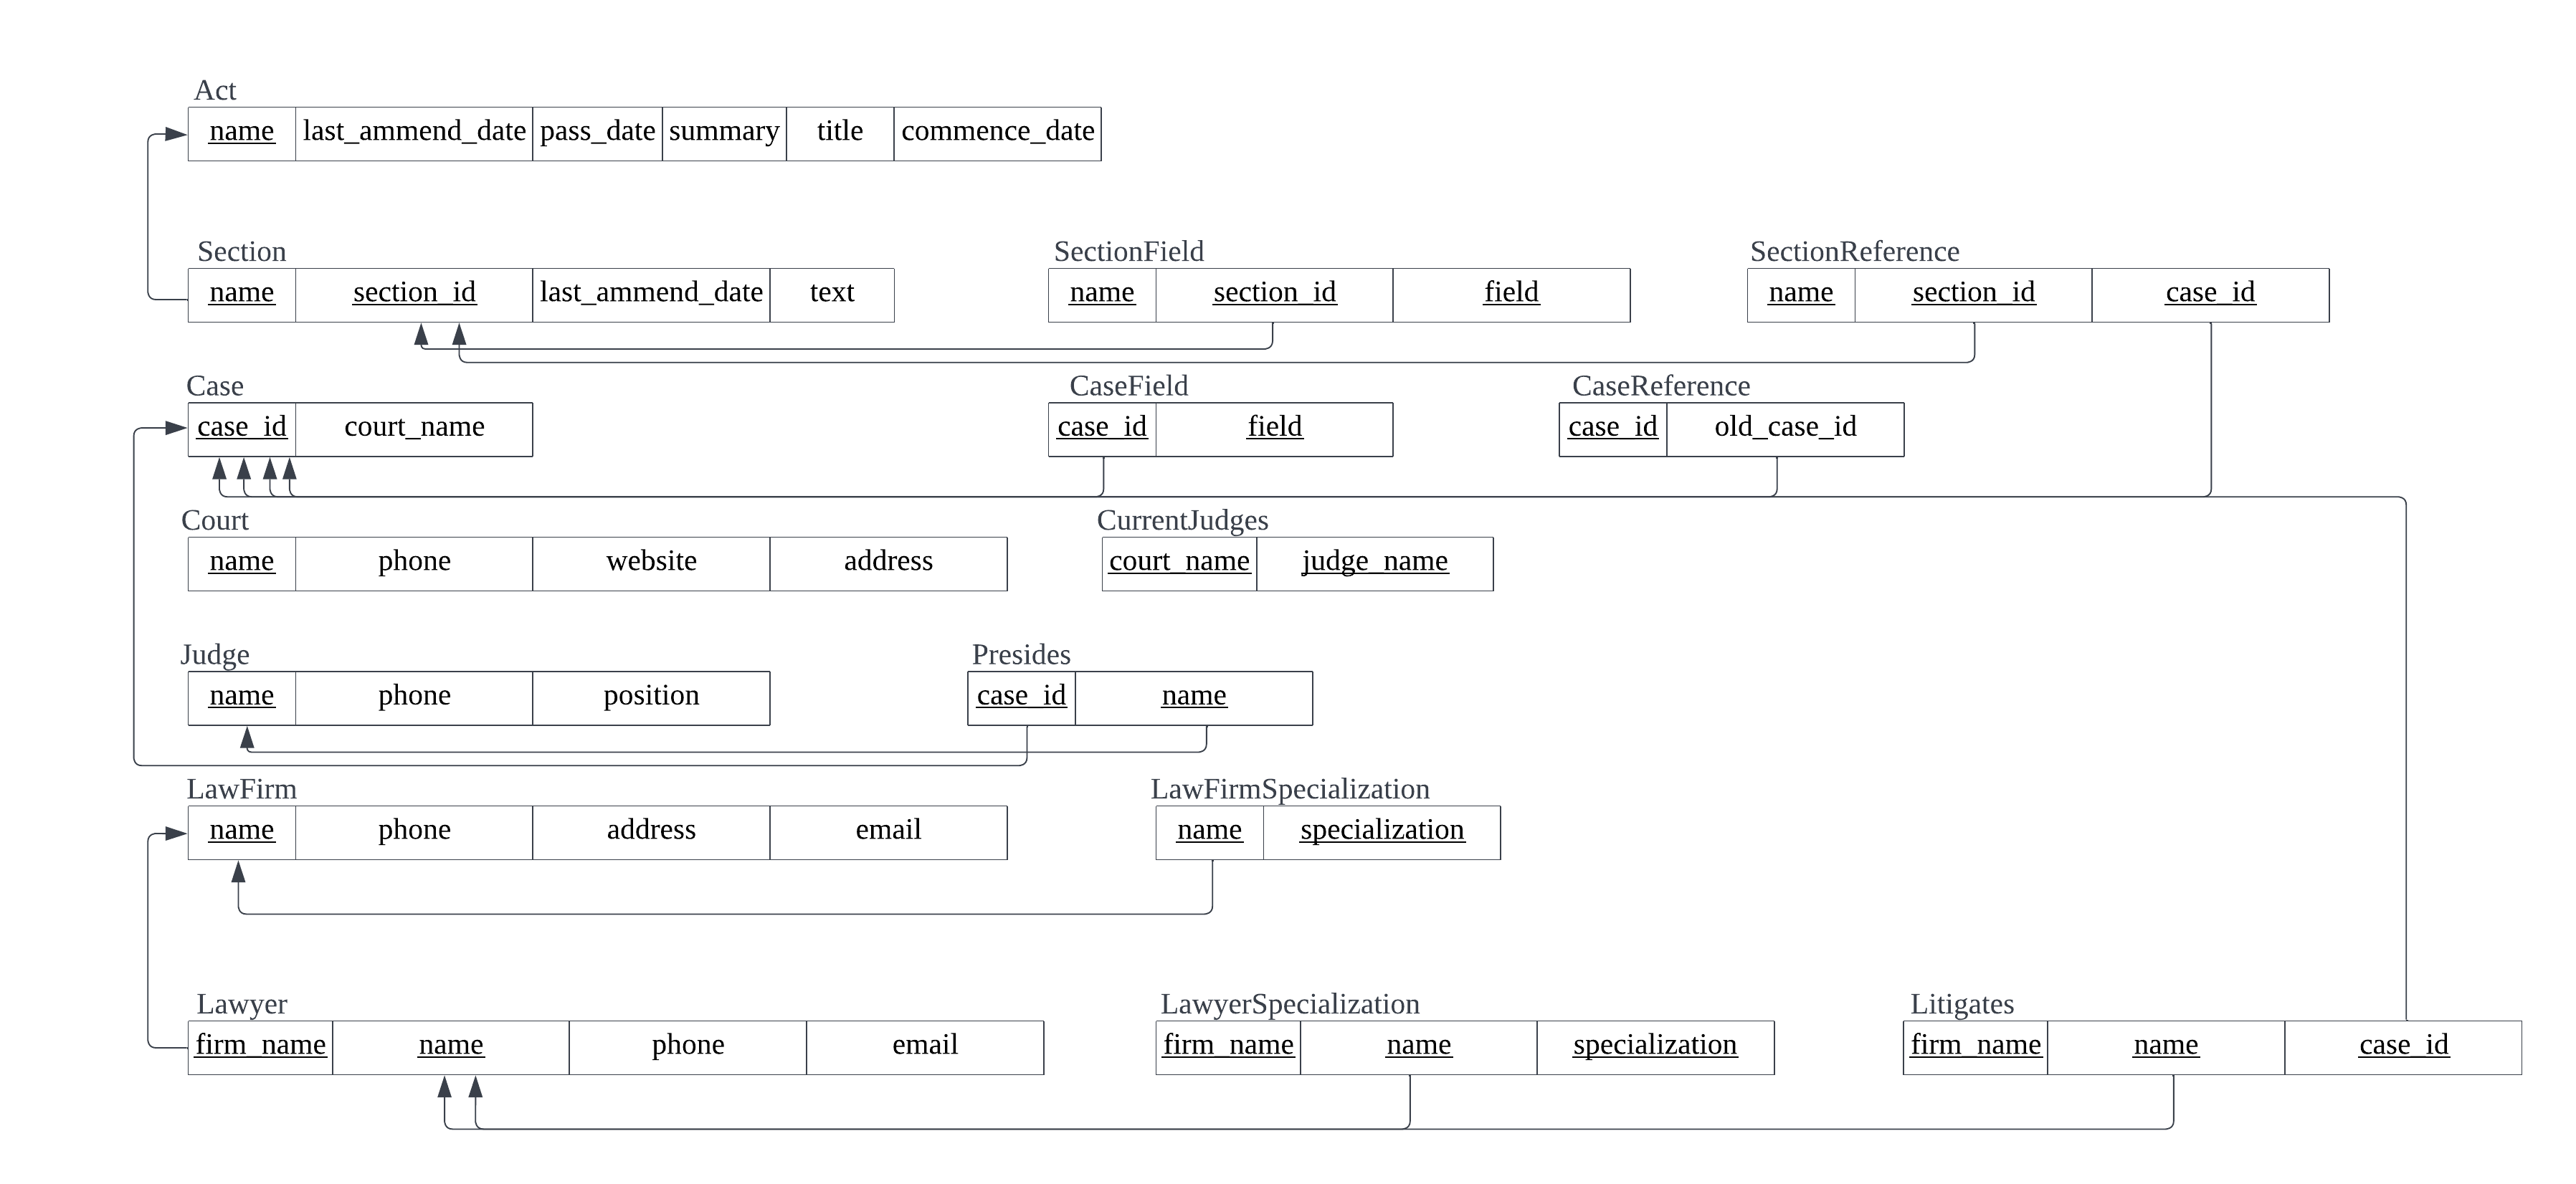 Act
name last_ammend_date pass_date summary title commence_date
Section SectionField SectionReference
name section_id last_ammend_date text name section_id field name section_id case_id
Case CaseField CaseReference
case_id court_name case_id field case_id old_case_id
Court CurrentJudges
name phone website address court_name judge_name
Judge Presides
name phone position case_id name
LawFirm LawFirmSpecialization
name phone address email name specialization
Lawyer LawyerSpecialization Litigates
firm_name name phone email firm_name name specialization firm_name name case_id